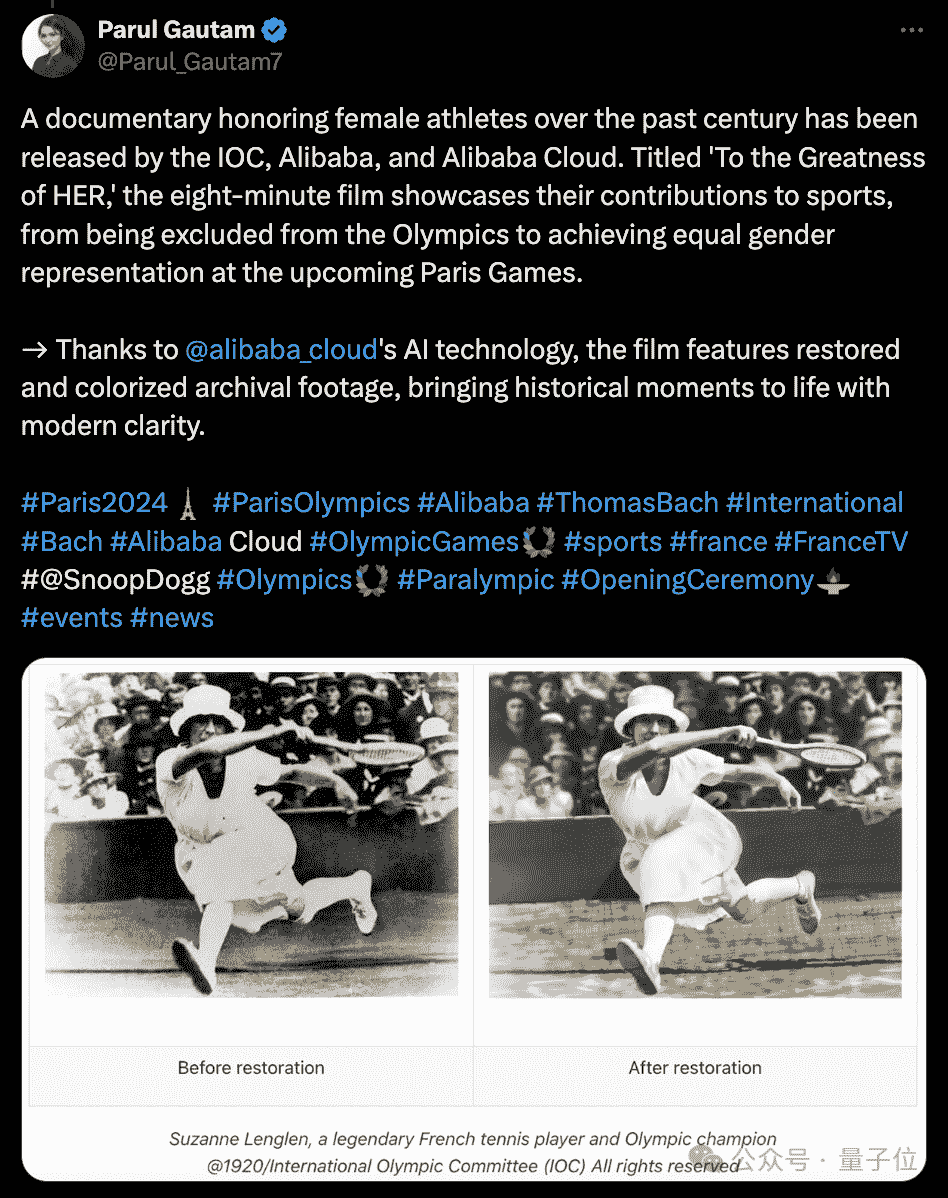 Parul Gautam
@Parul_Gautam7
A documentary honoring female athletes over the past century has been
released by the IOC, Alibaba, and Alibaba Cloud. Titled 'To the Greatness
of HER,' the eight-minute film showcases their contributions to sports,
from being excluded from the Olympics to achieving equal gender
representation at the upcoming Paris Games.
→ Thanks to @alibaba_cloud's AI technology, the film features restored
and colorized archival footage, bringing historical moments to life with
modern clarity.
#Paris2024 #ParisOlympics #Alibaba #ThomasBach #International
#Bach #Alibaba Cloud #OlympicGames #sports #france #FranceTV
#@SnoopDogg #Olympics #Paralympic #OpeningCeremony
#events #news
Before restoration
After restoration
Suzanne Lenglen, a legendary French tennis player and Olympic champion
@1920/International Olympic Committee (IOC) All rights reserved
公众号 · 量子位